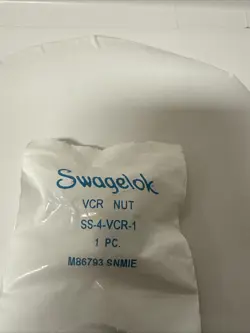 Swagelok
VCR NUT
SS-4-VCR-1
1 PC.
M86793 SNMIE